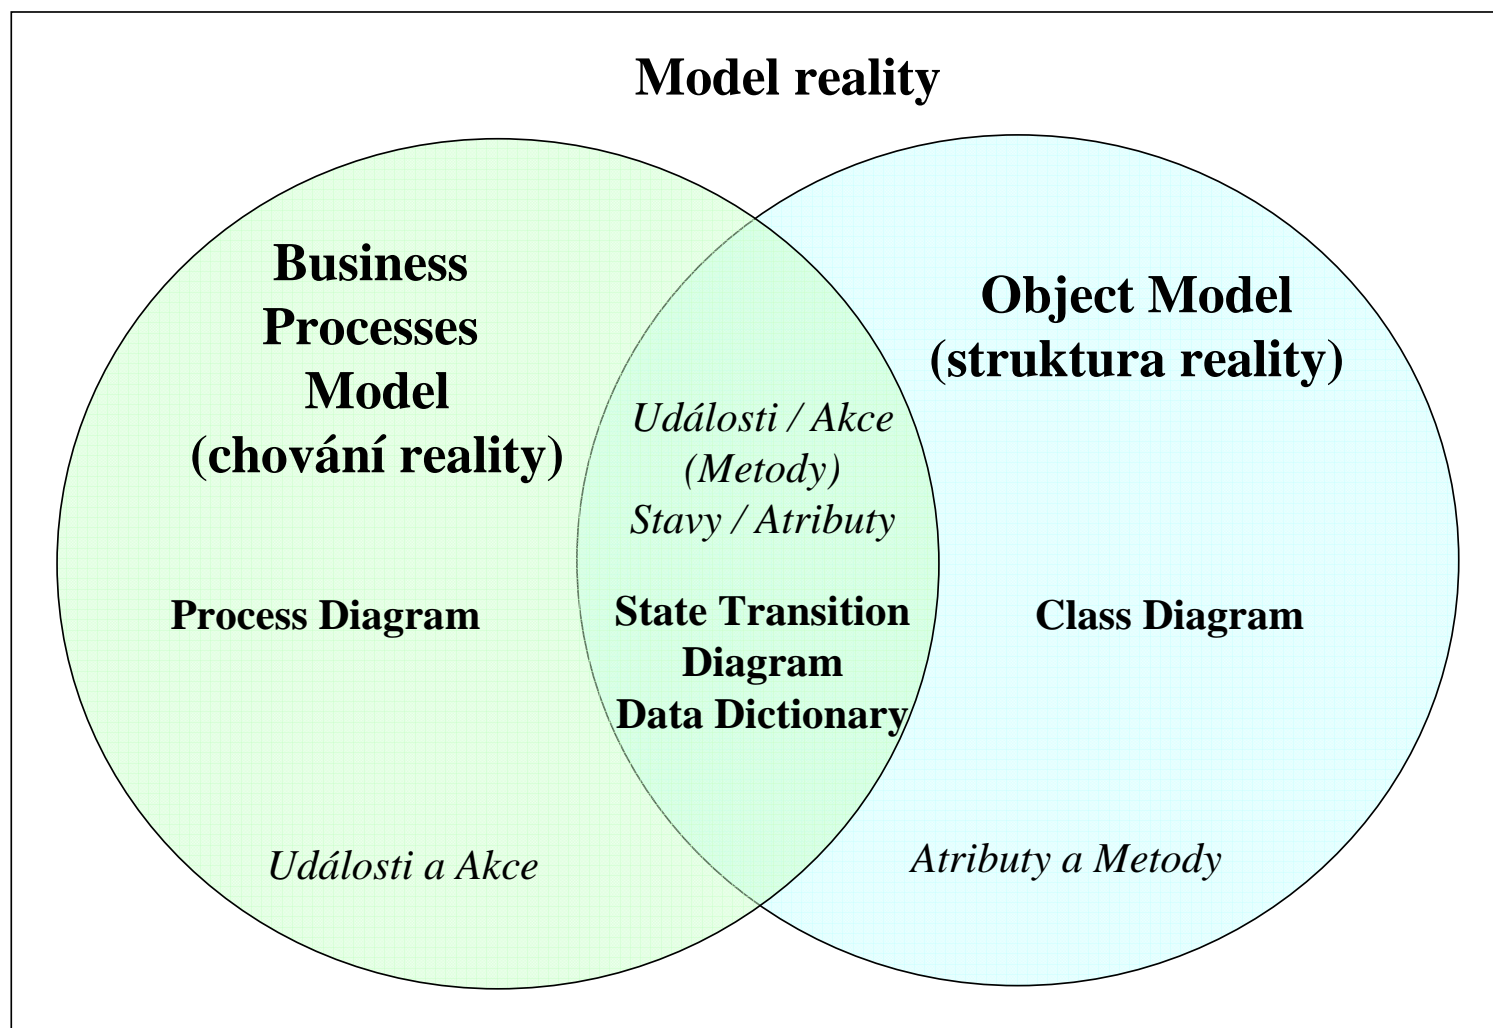 Model reality
Business
Processes
Model
(chování reality)
Process Diagram
Události a Akce
Události / Akce
(Metody)
Stavy / Atributy
State Transition
Diagram
Data Dictionary
Object Model
(struktura reality)
Class Diagram
Atributy a Metody